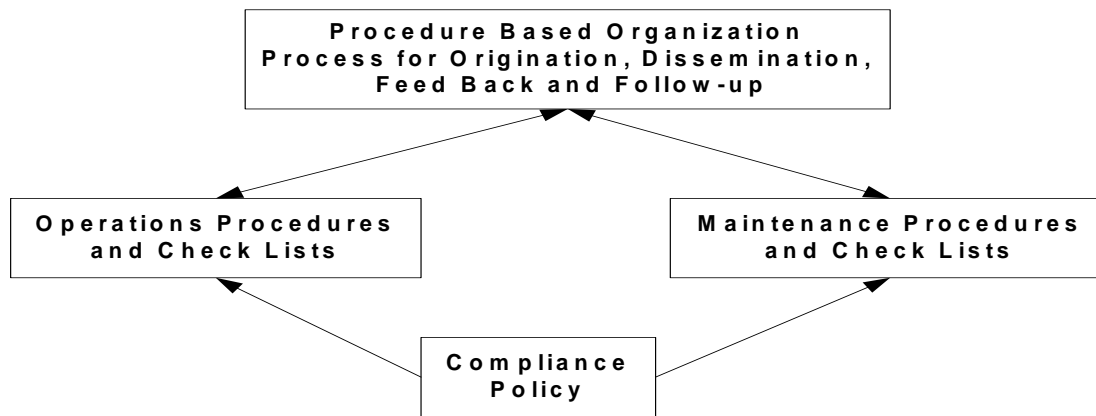 Procedure Based Organization
Process for Origination, Dissemination,
Feed Back and Follow-up
Operations Procedures
and Check Lists
Maintenance Procedures
and Check Lists
Compliance
Policy